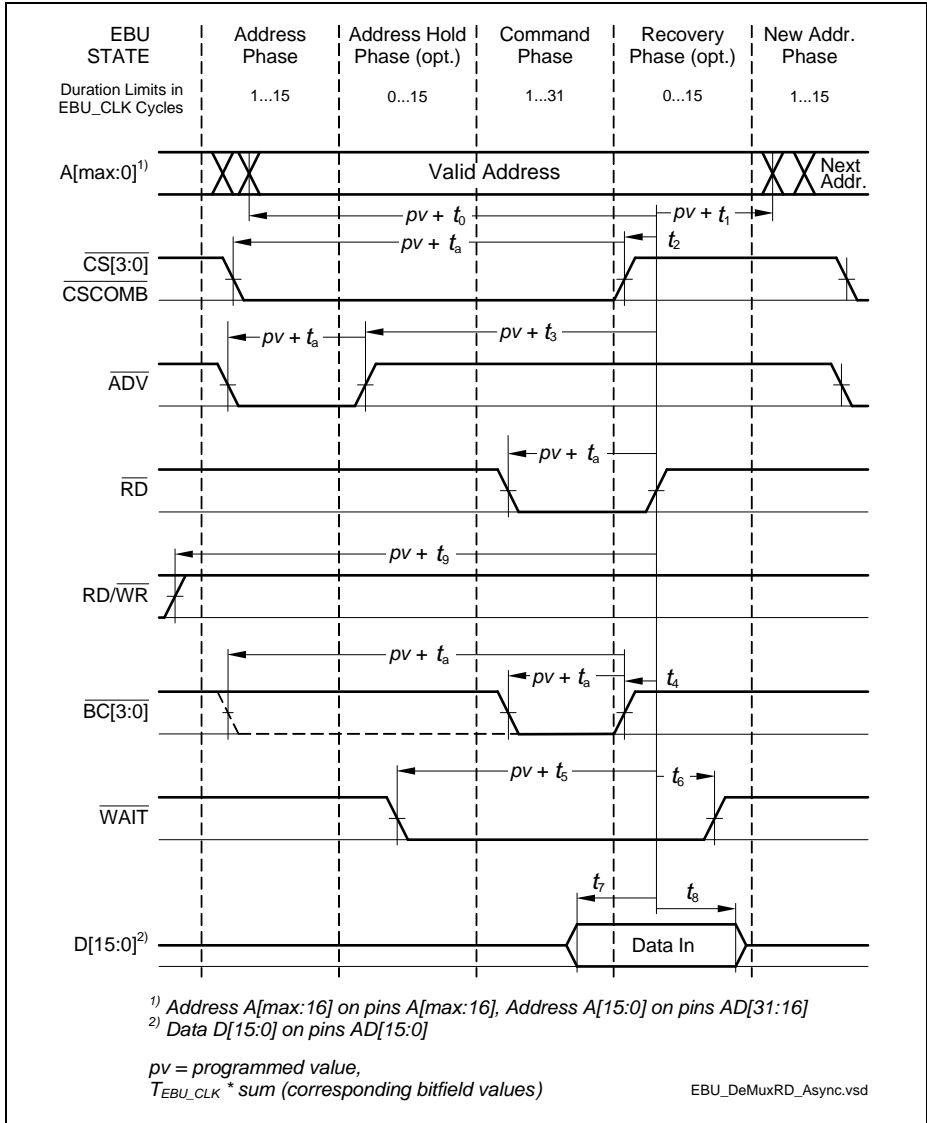 EBU STATE
Address Phase
Address Hold Phase (opt.)
Command Phase
Recovery Phase (opt.)
New Addr. Phase
Duration Limits in EBU_CLK Cycles
1...15
0...15
1...31
0...15
1...15
A[max:0]1)
Valid Address
Next Addr.
pv + t0
pv + t1
pv + ta
t2
CS[3:0]
CSCOMB
pv + ta
pv + t3
ADV
pv + ta
RD
pv + t9
RD/WR
pv + ta
pv + ta
t4
BC[3:0]
pv + t5
t6
WAIT
t7
t8
D[15:0]2)
Data In
1) Address A[max:16] on pins A[max:16], Address A[15:0] on pins AD[31:16]
2) Data D[15:0] on pins AD[15:0]
pv = programmed value,
TEBU_CLK * sum (corresponding bitfield values)
EBU_DeMuxRD_Async.vsd